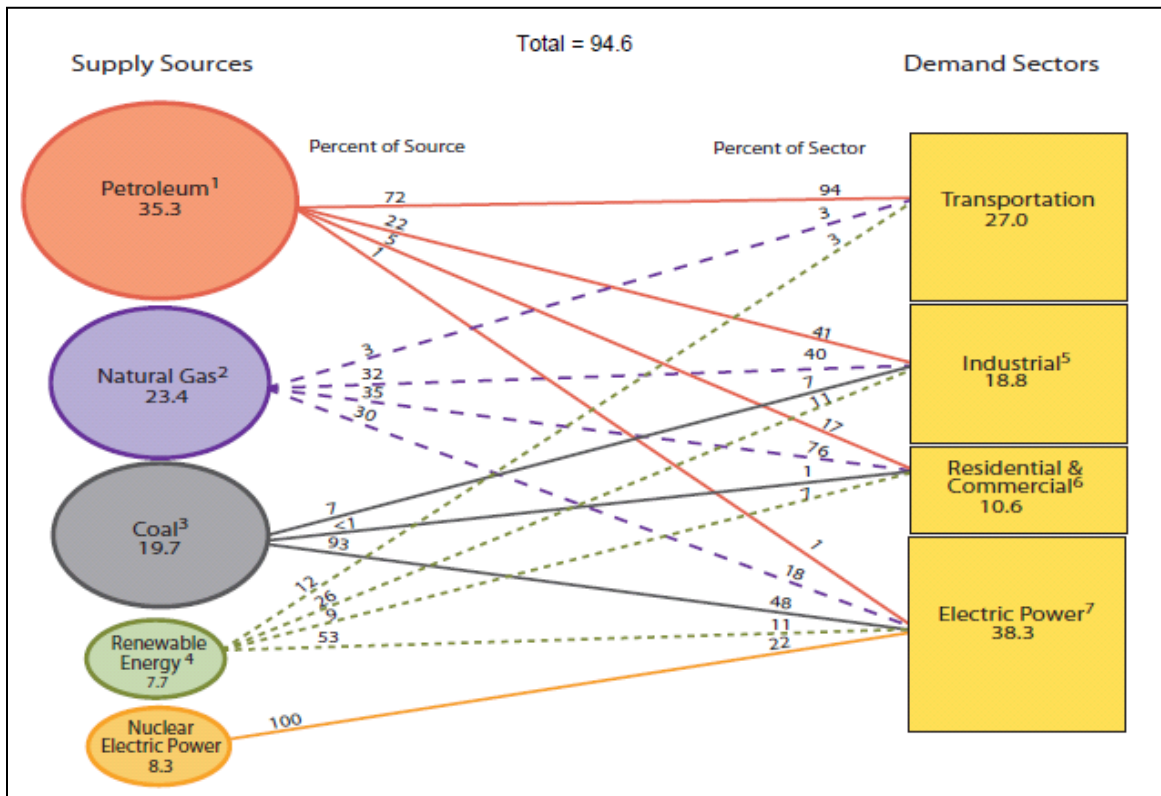 Total = 94.6
Supply Sources
Demand Sectors
Percent of Source
Percent of Sector
Petroleum¹
35.3
72
22
5
1
94
3
3
Transportation
27.0
Natural Gas²
23.4
3
32
35
30
41
40
7
11
Industrial⁵
18.8
Coal³
19.7
7
<1
93
17
76
1
7
Residential &
Commercial⁶
10.6
Renewable
Energy⁴
7.7
12
26
9
53
1
18
48
11
22
Electric Power⁷
38.3
Nuclear
Electric Power
8.3
100